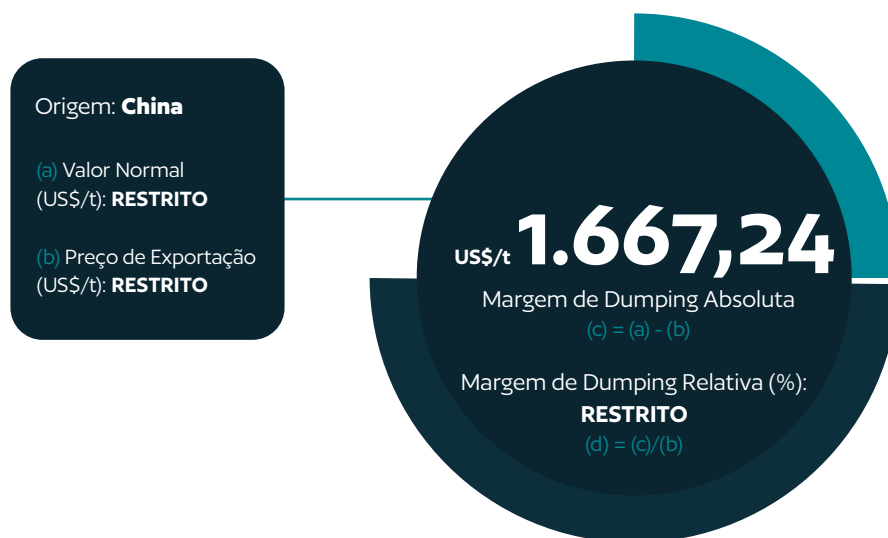 Origem: China
(a) Valor Normal
(US$/t): RESTRITO
(b) Preço de Exportação
(US$/t): RESTRITO
US$/t 1.667,24
Margem de Dumping Absoluta
(c) = (a) - (b)
Margem de Dumping Relativa (%):
RESTRITO
(d) = (c)/(b)